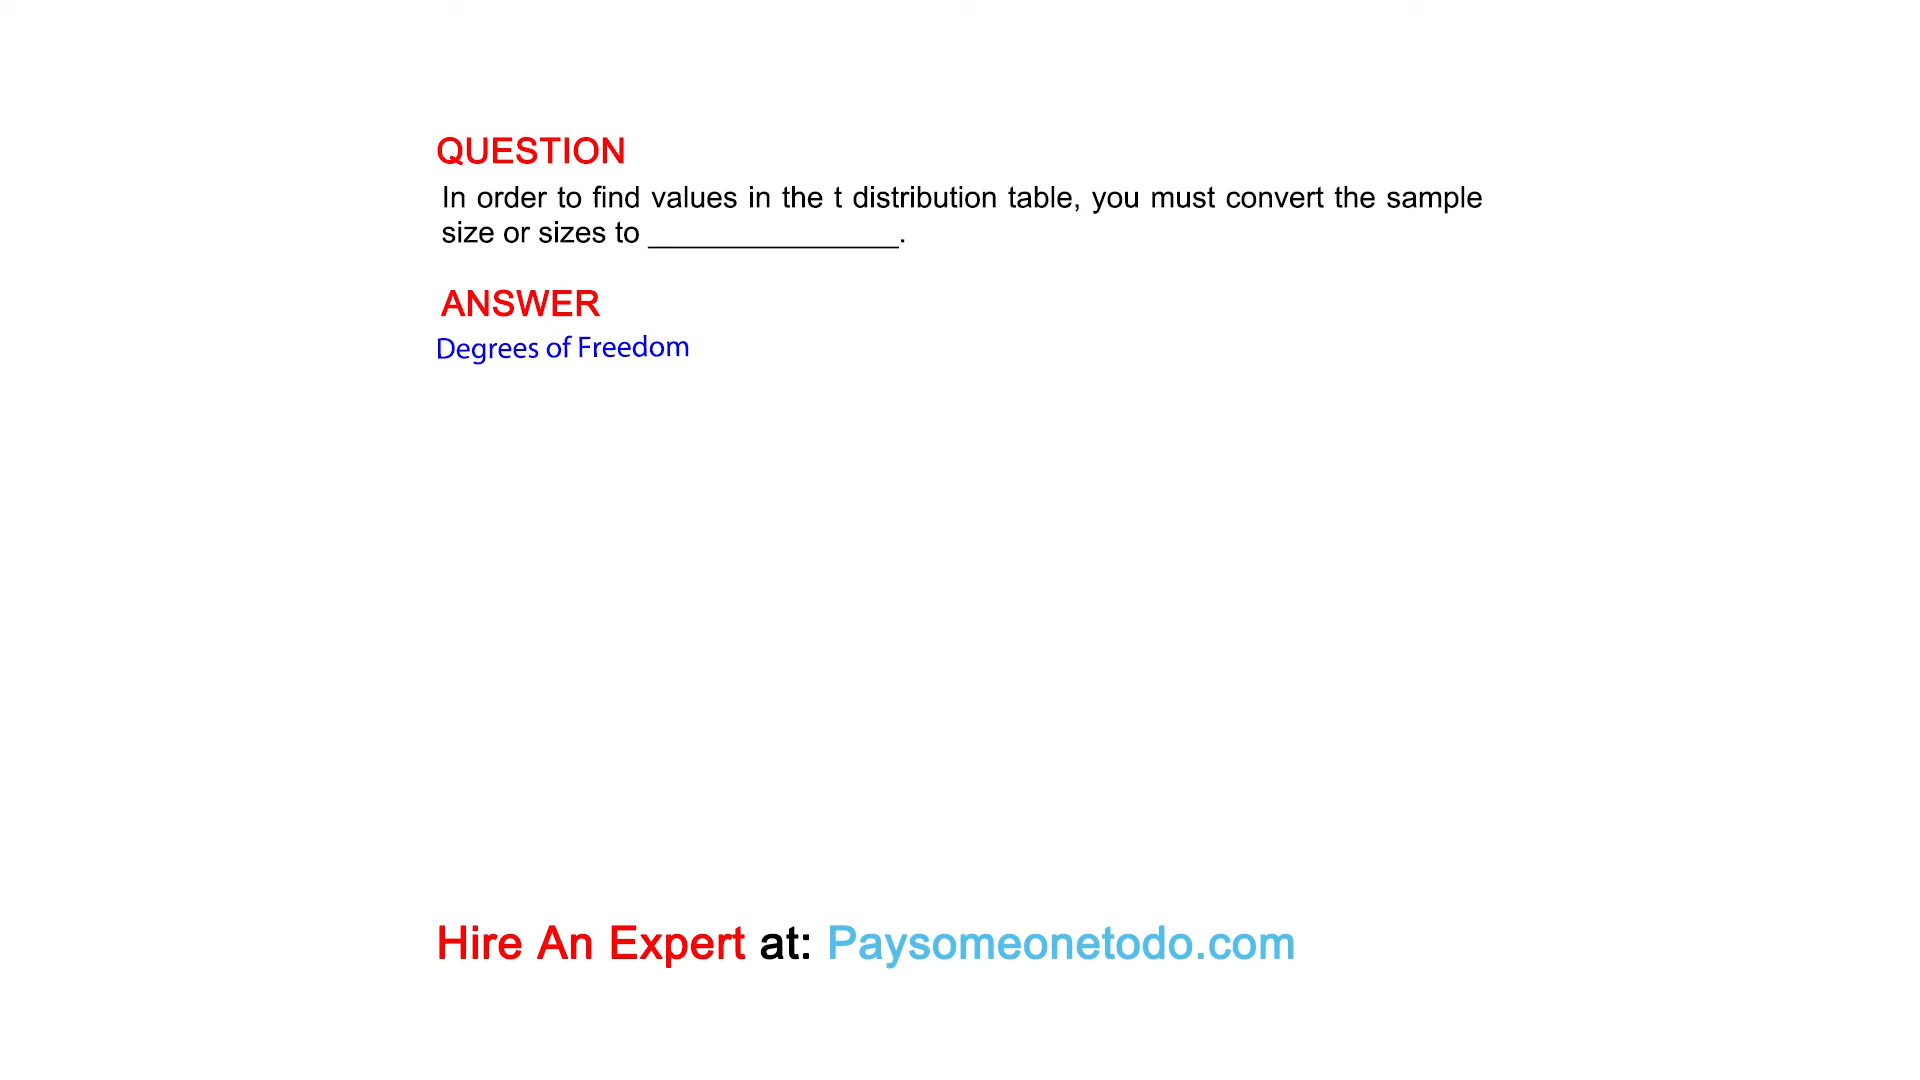 QUESTION
In order to find values in the t distribution table, you must convert the sample
size or sizes to ________________.
ANSWER
Degrees of Freedom
Hire An Expert at: Paysomeonetodo.com